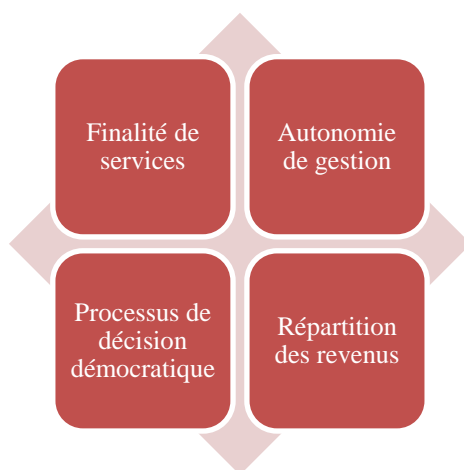 Finalité de
services
Autonomie
de gestion
Processus de
décision
démocratique
Répartition
des revenus